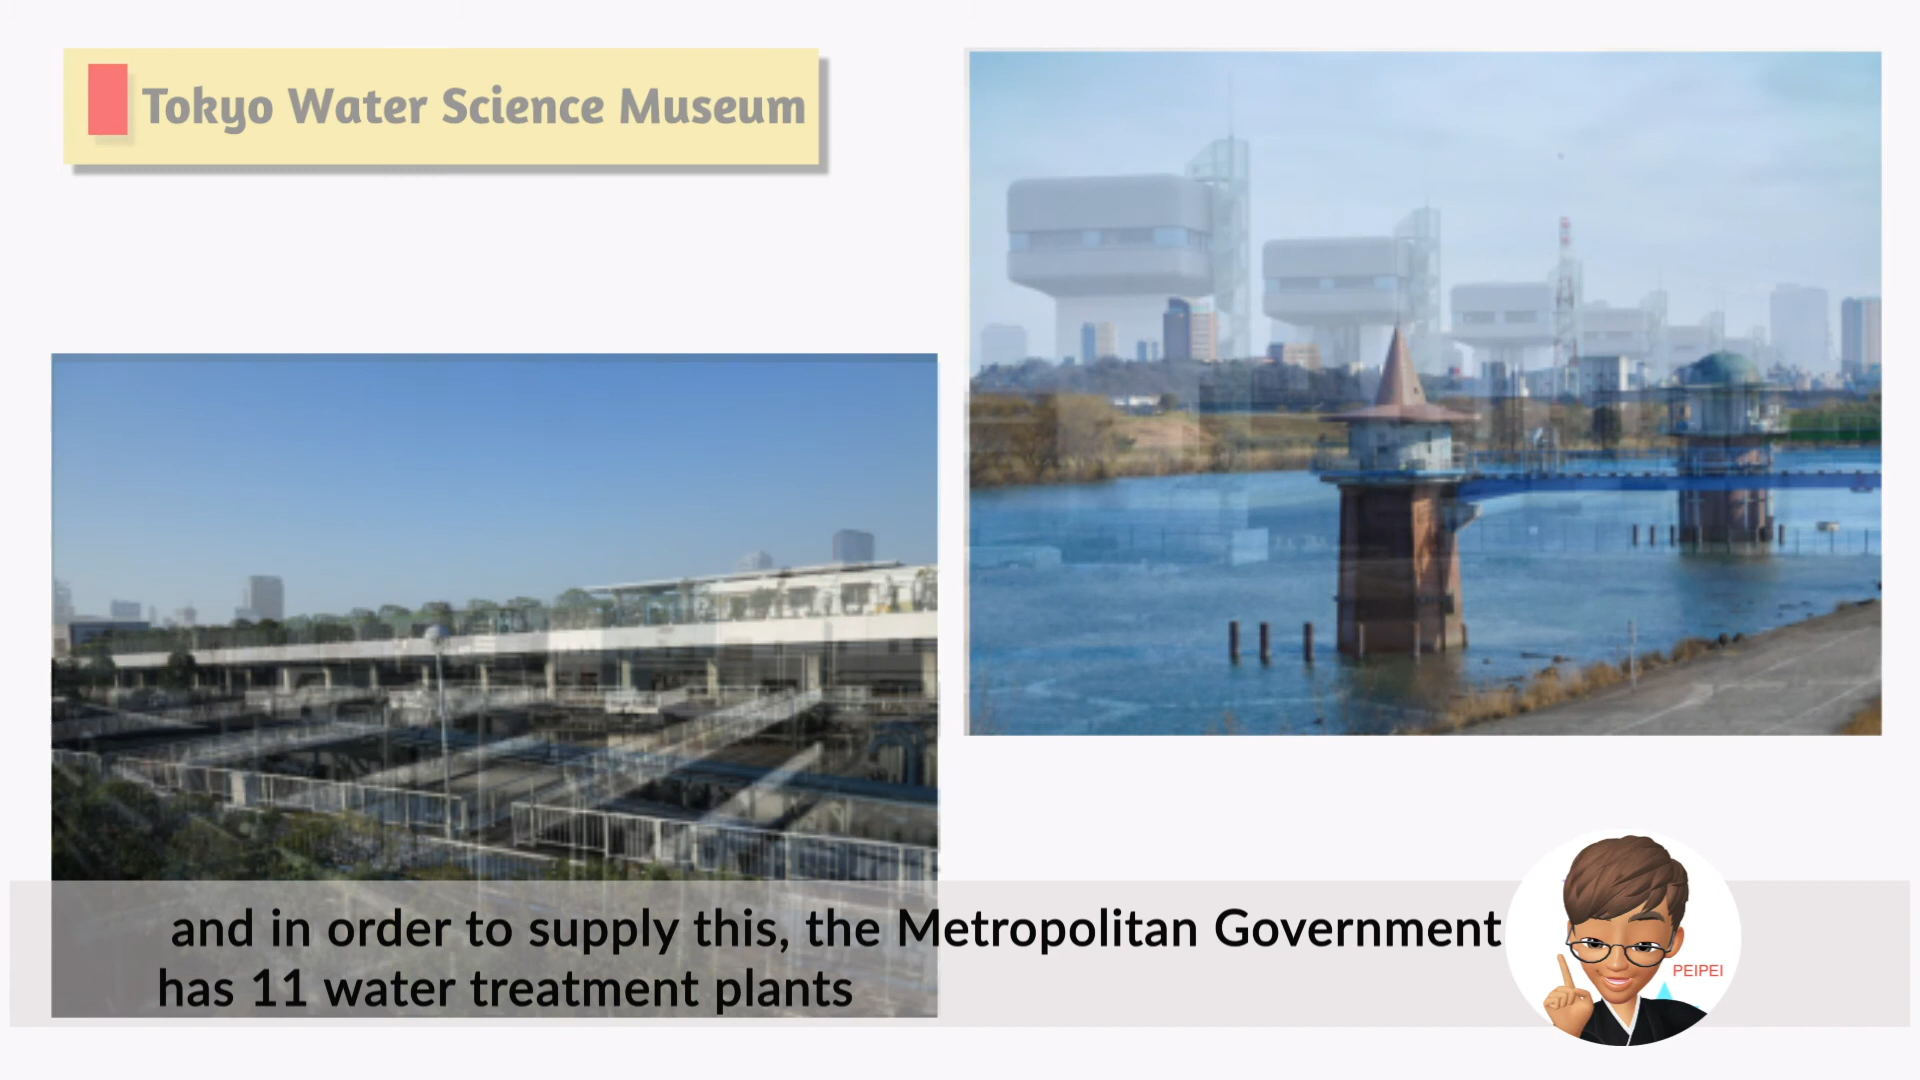 Tokyo Water Science Museum
and in order to supply this, the Metropolitan Government
has 11 water treatment plants
PEIPEI